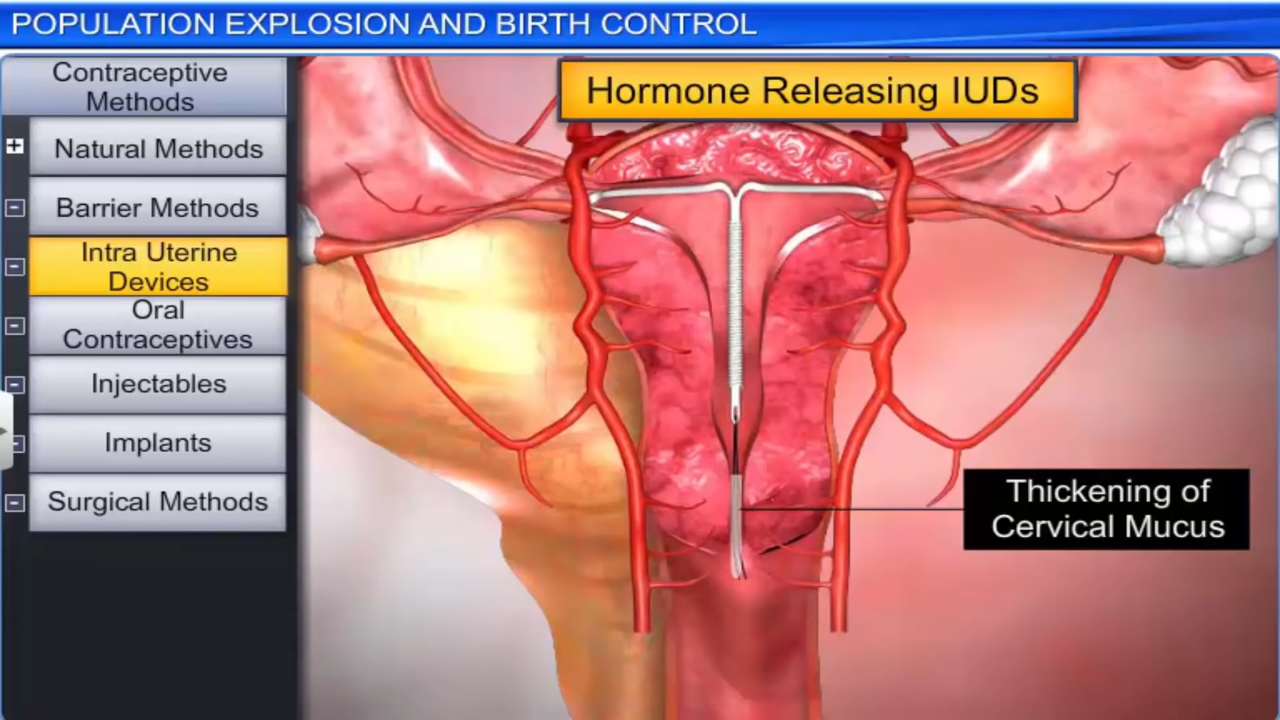 POPULATION EXPLOSION AND BIRTH CONTROL
Contraceptive
Methods
Natural Methods
Barrier Methods
Intra Uterine
Devices
Oral
Contraceptives
Injectables
Implants
Surgical Methods
Hormone Releasing IUDs
Thickening of
Cervical Mucus